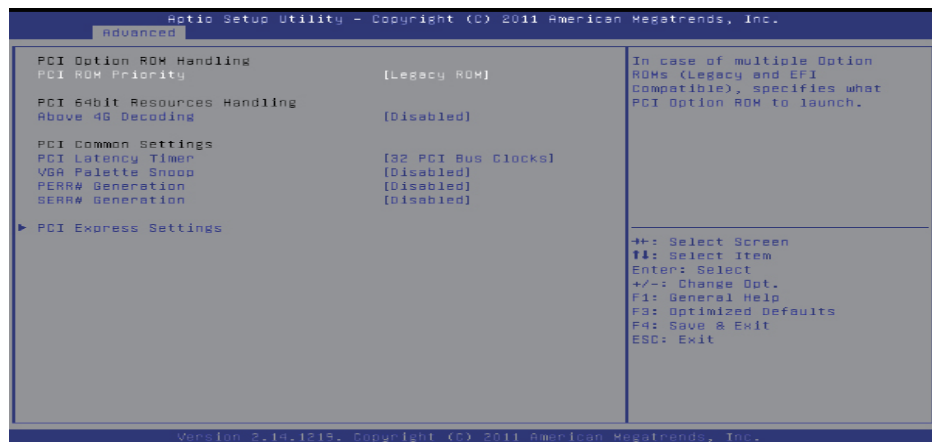 Aptio Setup Utility - Copyright (C) 2011 American Megatrends, Inc.
Advanced
PCI Option ROM Handling
PCI ROM Priority [Legacy ROM]
PCI 64bit Resources Handling
Above 4G Decoding [Disabled]
PCI Common Settings
PCI Latency Timer [32 PCI Bus Clocks]
VGA Palette Snoop [Disabled]
PERR# Generation [Disabled]
SERR# Generation [Disabled]
► PCI Express Settings
In case of multiple Option
ROMs (Legacy and EFI
Compatible), specifies what
PCI Option ROM to launch.
→←: Select Screen
↑↓: Select Item
Enter: Select
+/-: Change Opt.
F1: General Help
F3: Optimized Defaults
F4: Save & Exit
ESC: Exit
Version 2.14.1219. Copyright (C) 2011 American Megatrends, Inc.